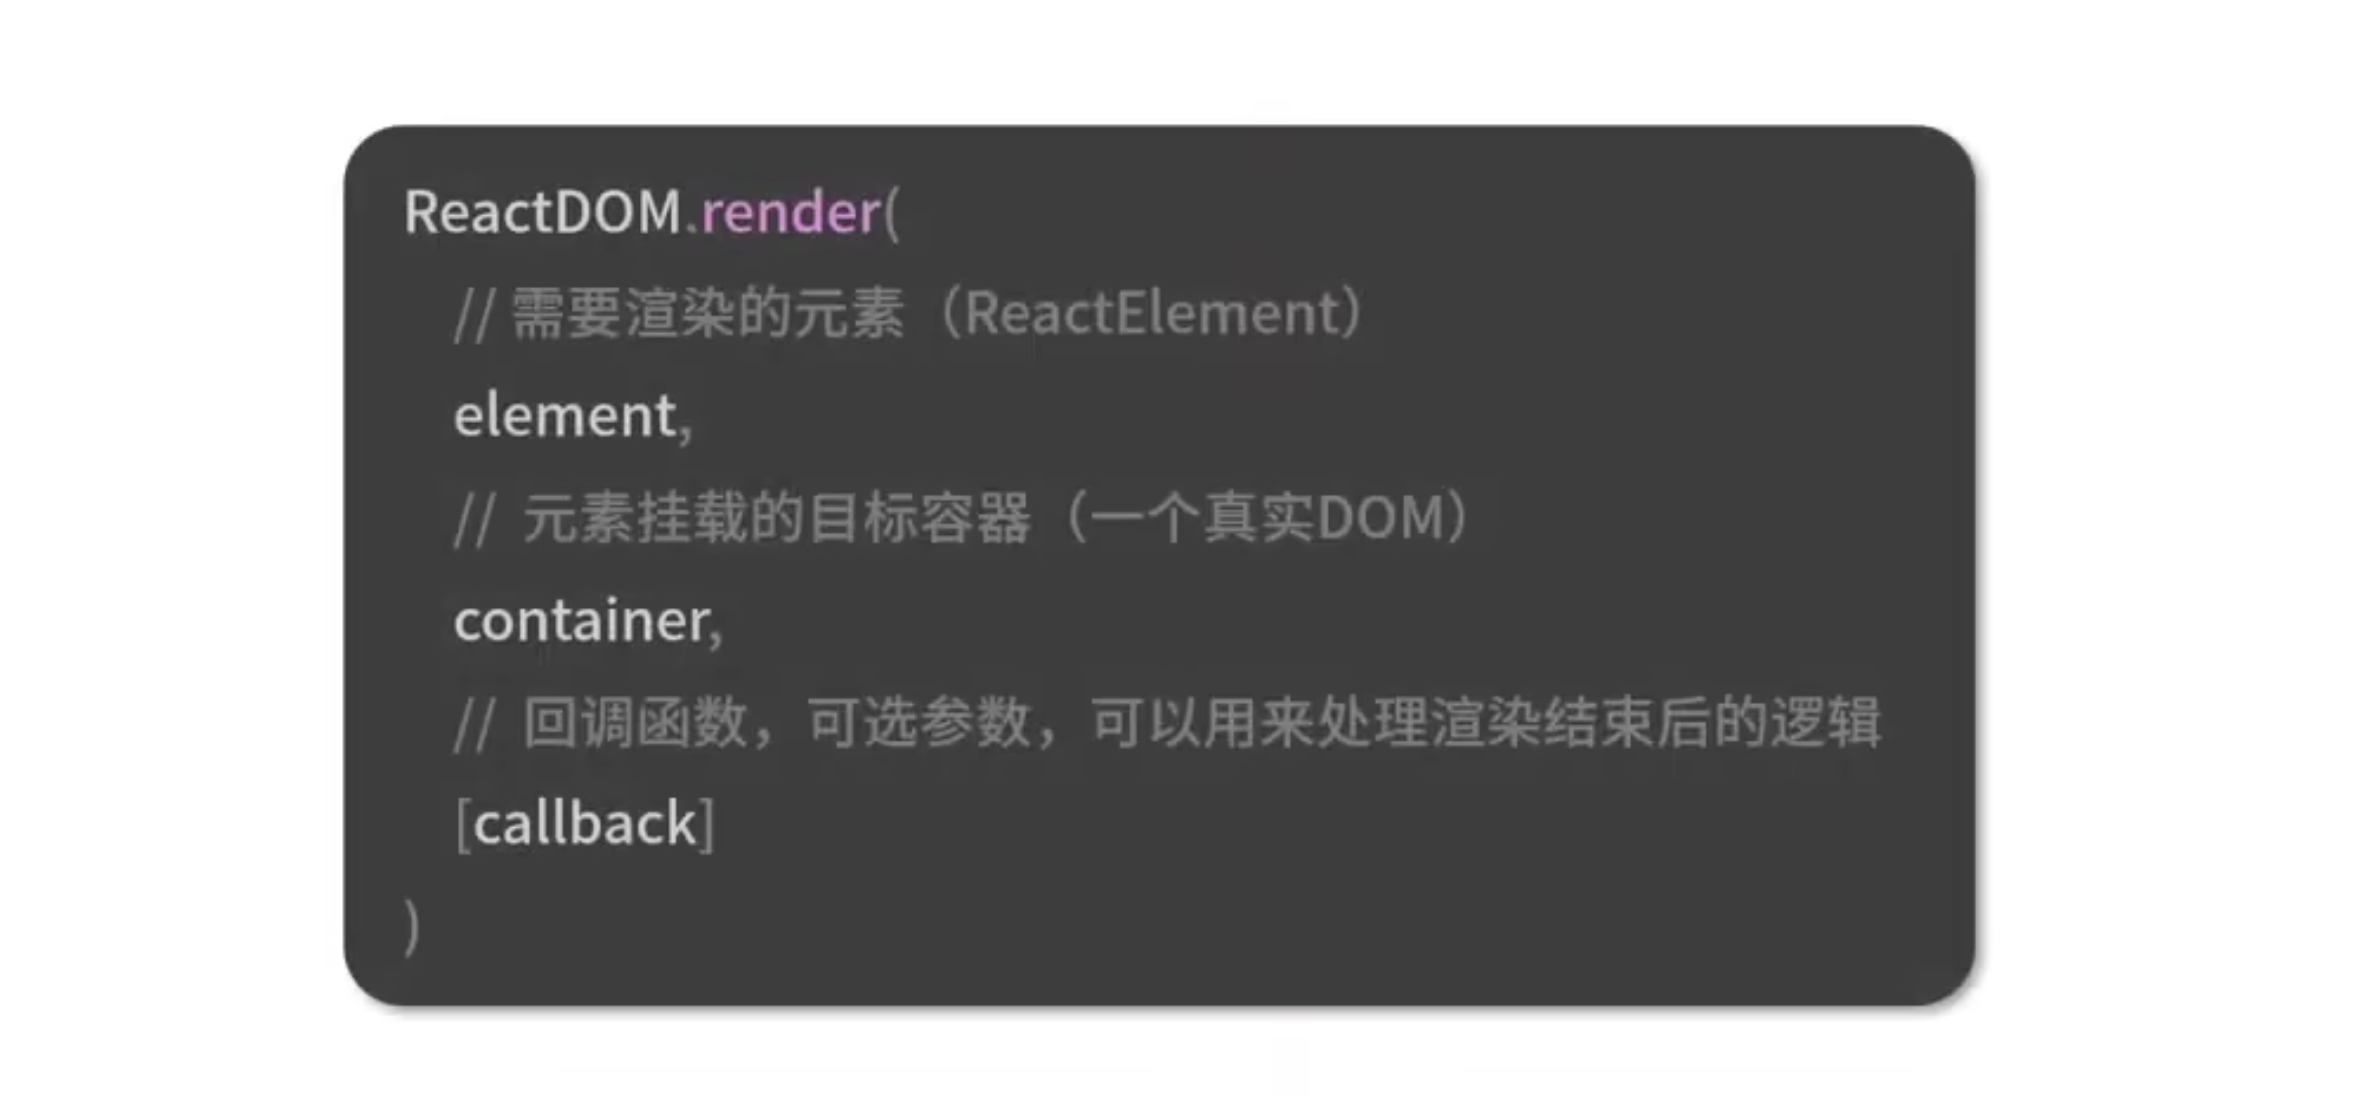 ReactDOM.render(
// 需要渲染的元素（ReactElement）
element,
// 元素挂载的目标容器（一个真实DOM）
container,
// 回调函数，可选参数，可以用来处理渲染结束后的逻辑
[callback]
)